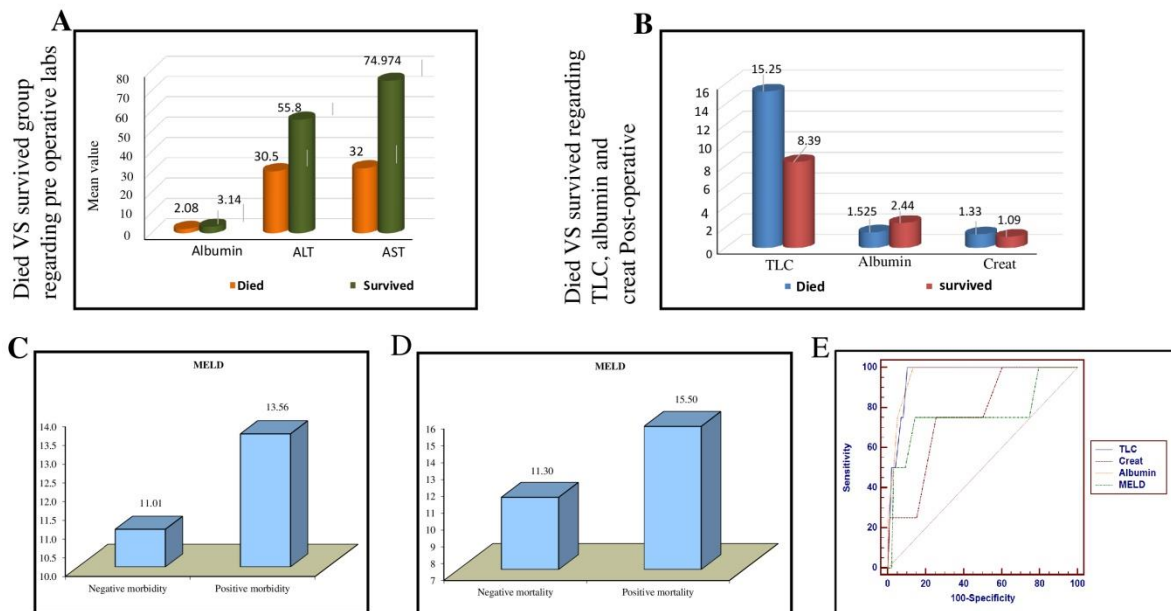 A
Died VS survived group
regarding pre operative labs
Mean value
80
70
60
50
40
30
20
10
0
2.08
3.14
30.5
55.8
32
74.974
Albumin
ALT
AST
Died
Survived
B
Died VS survived regarding
TLC, albumin and
creat Post-operative
16
14
12
10
8
6
4
2
0
15.25
8.39
1.525
2.44
1.33
1.09
TLC
Albumin
Creat
Died
survived
C
MELD
14.0
13.5
13.0
12.5
12.0
11.5
11.0
10.5
10.0
11.01
13.56
Negative morbidity
Positive morbidity
D
MELD
16
15
14
13
12
11
10
9
8
7
11.30
15.50
Negative mortality
Positive mortality
E
Sensitivity
100
80
60
40
20
0
0 20 40 60 80 100
100-Specificity
TLC
Creat
Albumin
MELD